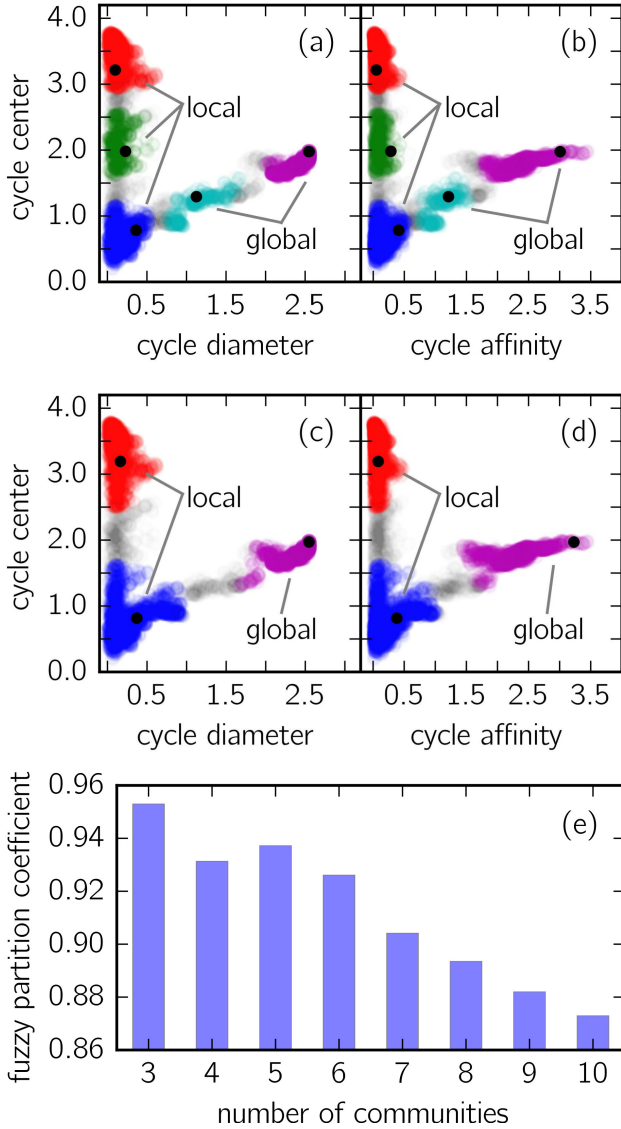 4.0
3.0
2.0
1.0
0.0
cycle center
(a)
local
global
0.5 1.5 2.5
cycle diameter
(b)
local
global
0.5 1.5 2.5 3.5
cycle affinity
4.0
3.0
2.0
1.0
0.0
cycle center
(c)
local
global
0.5 1.5 2.5
cycle diameter
(d)
local
global
0.5 1.5 2.5 3.5
cycle affinity
0.96
0.94
0.92
0.90
0.88
0.86
fuzzy partition coefficient
(e)
3 4 5 6 7 8 9 10
number of communities